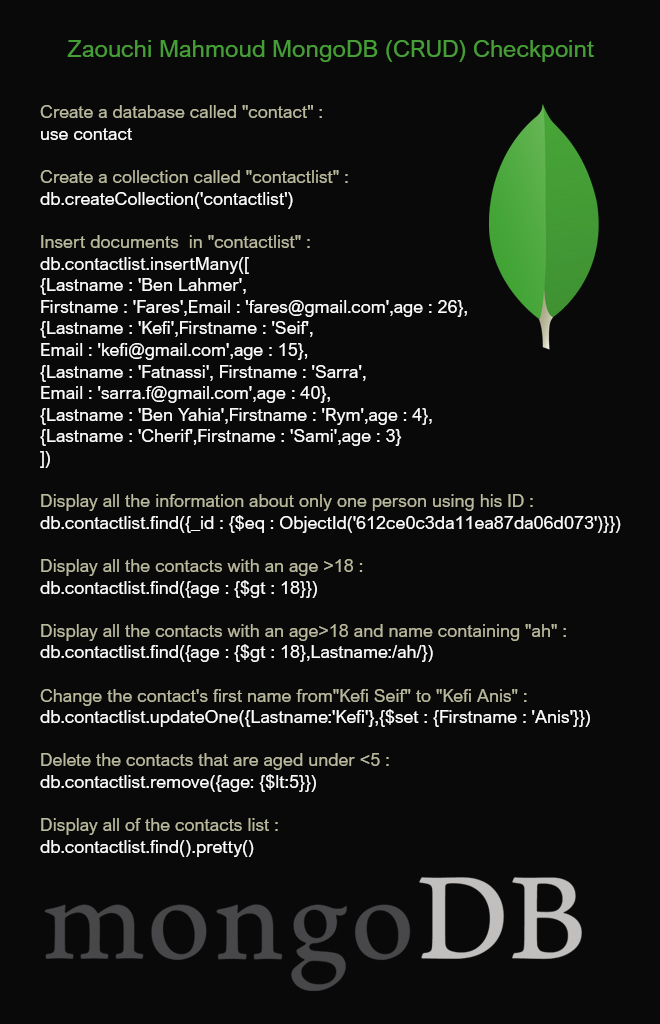 Zaouchi Mahmoud MongoDB (CRUD) Checkpoint
Create a database called "contact" :
use contact
Create a collection called "contactlist" :
db.createCollection('contactlist')
Insert documents  in "contactlist" :
db.contactlist.insertMany([
{Lastname : 'Ben Lahmer',
Firstname : 'Fares',Email : 'fares@gmail.com',age : 26},
{Lastname : 'Kefi',Firstname : 'Seif',
Email : 'kefi@gmail.com',age : 15},
{Lastname : 'Fatnassi', Firstname : 'Sarra',
Email : 'sarra.f@gmail.com',age : 40},
{Lastname : 'Ben Yahia',Firstname : 'Rym',age : 4},
{Lastname : 'Cherif',Firstname : 'Sami',age : 3}
])
Display all the information about only one person using his ID :
db.contactlist.find({_id : {$eq : ObjectId('612ce0c3da11ea87da06d073')}})
Display all the contacts with an age >18 :
db.contactlist.find({age : {$gt : 18}})
Display all the contacts with an age>18 and name containing "ah" :
db.contactlist.find({age : {$gt : 18},Lastname:/ah/})
Change the contact's first name from"Kefi Seif" to "Kefi Anis" :
db.contactlist.updateOne({Lastname:'Kefi'},{$set : {Firstname : 'Anis'}})
Delete the contacts that are aged under <5 :
db.contactlist.remove({age: {$lt:5}})
Display all of the contacts list :
db.contactlist.find().pretty()
mongoDB